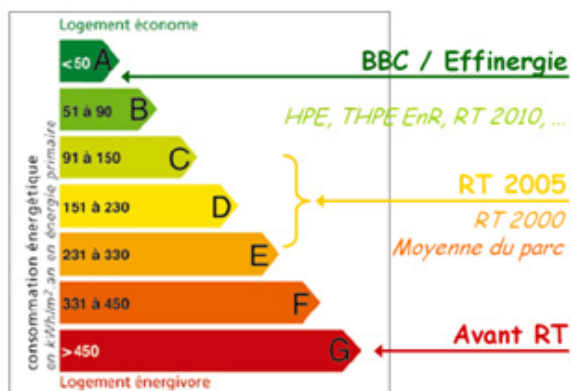 Logement économe
<50 A
BBC / Effinergie
51 à 90 B
HPE, THPE EnR, RT 2010, ...
91 à 150 C
RT 2005
151 à 230 D
RT 2000
231 à 330 E
Moyenne du parc
331 à 450 F
>450 G
Avant RT
Logement énergivore
consommation énergétique
en kWh/m². an en énergie primaire